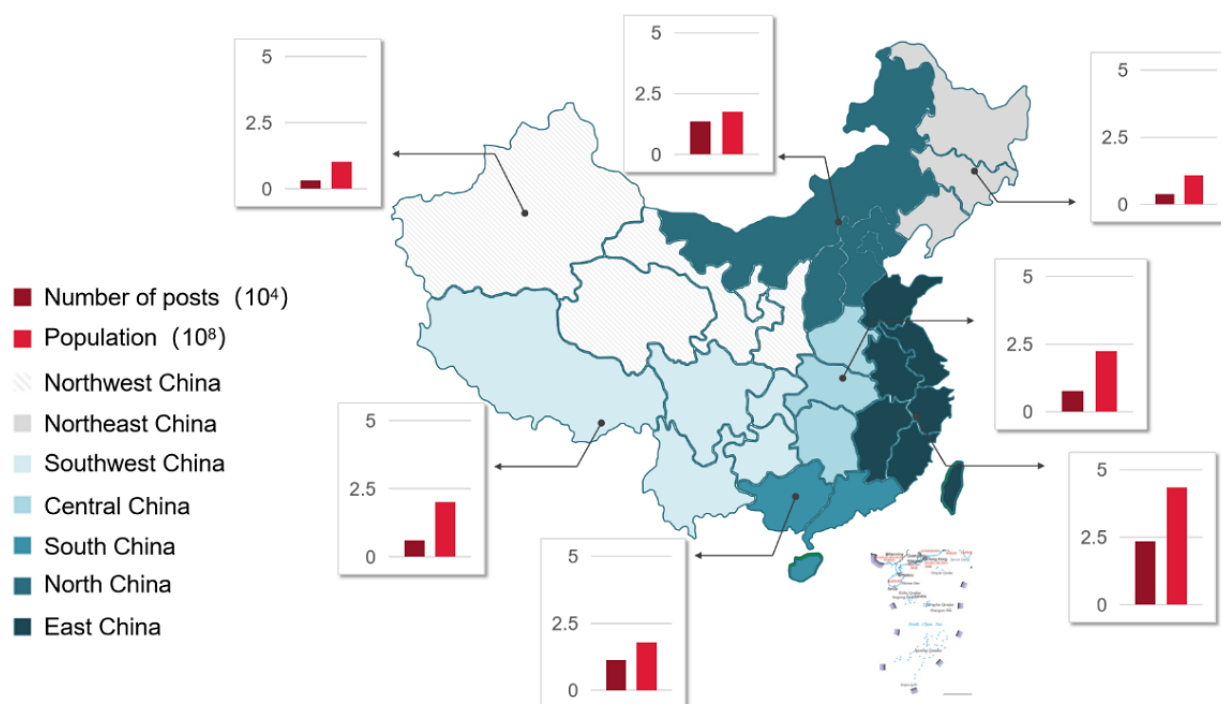 5
2.5
0
5
2.5
0
5
2.5
0
5
2.5
0
Number of posts (10⁴)
Population (10⁸)
Northwest China
Northeast China
Southwest China
Central China
South China
North China
East China
5
2.5
0
5
2.5
0
5
2.5
0